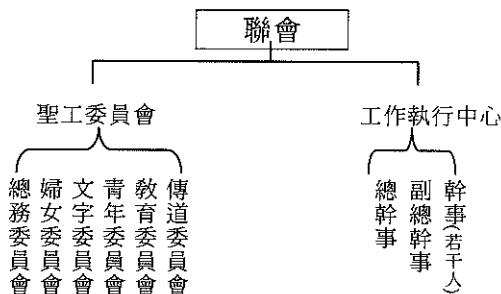 聯會
聖工委員會
工作執行中心
總務委員會
婦女委員會
文字委員會
青年委員會
教育委員會
傳道委員會
總幹事
副總幹事
幹事(若干人)